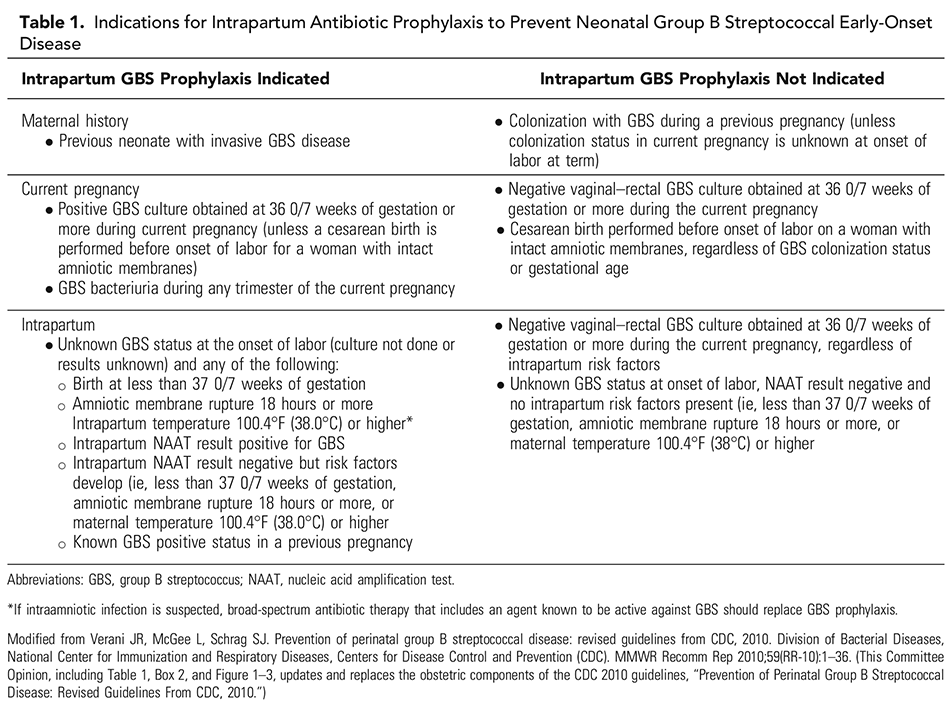 Table 1. Indications for Intrapartum Antibiotic Prophylaxis to Prevent Neonatal Group B Streptococcal Early-Onset
Disease
Intrapartum GBS Prophylaxis Indicated
Intrapartum GBS Prophylaxis Not Indicated
Maternal history
● Previous neonate with invasive GBS disease
● Colonization with GBS during a previous pregnancy (unless
colonization status in current pregnancy is unknown at onset of
labor at term)
Current pregnancy
● Positive GBS culture obtained at 36 0/7 weeks of gestation or
more during current pregnancy (unless a cesarean birth is
performed before onset of labor for a woman with intact
amniotic membranes)
● GBS bacteriuria during any trimester of the current pregnancy
● Negative vaginal–rectal GBS culture obtained at 36 0/7 weeks of
gestation or more during the current pregnancy
● Cesarean birth performed before onset of labor on a woman with
intact amniotic membranes, regardless of GBS colonization status
or gestational age
Intrapartum
● Unknown GBS status at the onset of labor (culture not done or
results unknown) and any of the following:
○ Birth at less than 37 0/7 weeks of gestation
○ Amniotic membrane rupture 18 hours or more
Intrapartum temperature 100.4°F (38.0°C) or higher*
○ Intrapartum NAAT result positive for GBS
○ Intrapartum NAAT result negative but risk factors
develop (ie, less than 37 0/7 weeks of gestation,
amniotic membrane rupture 18 hours or more, or
maternal temperature 100.4°F (38.0°C) or higher
○ Known GBS positive status in a previous pregnancy
● Negative vaginal–rectal GBS culture obtained at 36 0/7 weeks of
gestation or more during the current pregnancy, regardless of
intrapartum risk factors
● Unknown GBS status at onset of labor, NAAT result negative and
no intrapartum risk factors present (ie, less than 37 0/7 weeks of
gestation, amniotic membrane rupture 18 hours or more, or
maternal temperature 100.4°F (38°C) or higher
Abbreviations: GBS, group B streptococcus; NAAT, nucleic acid amplification test.
*If intraamniotic infection is suspected, broad-spectrum antibiotic therapy that includes an agent known to be active against GBS should replace GBS prophylaxis.
Modified from Verani JR, McGee L, Schrag SJ. Prevention of perinatal group B streptococcal disease: revised guidelines from CDC, 2010. Division of Bacterial Diseases,
National Center for Immunization and Respiratory Diseases, Centers for Disease Control and Prevention (CDC). MMWR Recomm Rep 2010;59(RR-10):1–36. (This Committee
Opinion, including Table 1, Box 2, and Figure 1–3, updates and replaces the obstetric components of the CDC 2010 guidelines, “Prevention of Perinatal Group B Streptococcal
Disease: Revised Guidelines From CDC, 2010.”)